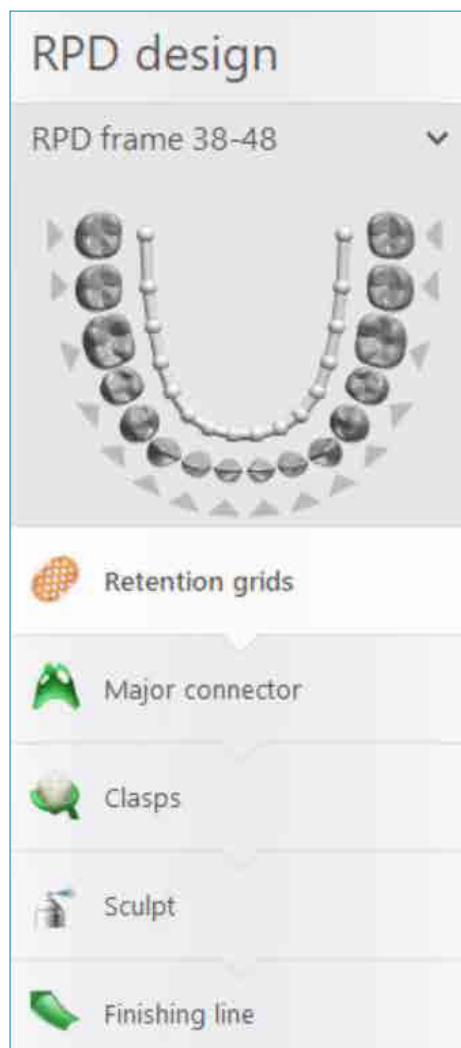 RPD design
RPD frame 38-48
Retention grids
Major connector
Clasps
Sculpt
Finishing line